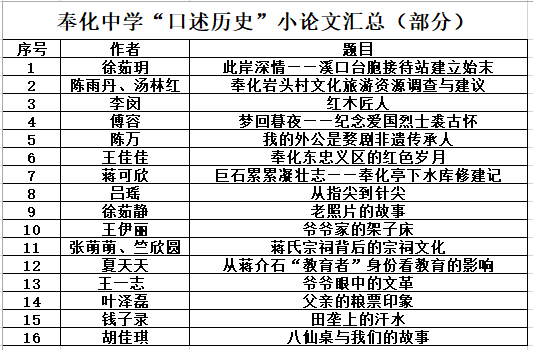 奉化中学“口述历史”小论文汇总（部分）
序号 作者 题目
1 徐茹玥 此岸深情－－溪口台胞接待站建立始末
2 陈雨丹、汤林红 奉化岩头村文化旅游资源调查与建议
3 李闵 红木匠人
4 傅容 梦回暮夜－－纪念爱国烈士裘古怀
5 陈万 我的外公是婺剧非遗传承人
6 王佳佳 奉化东忠义区的红色岁月
7 蒋可欣 巨石累累凝壮志－－奉化亭下水库修建记
8 吕瑶 从指尖到针尖
9 徐茹静 老照片的故事
10 王伊丽 爷爷家的架子床
11 张萌萌、竺欣圆 蒋氏宗祠背后的宗祠文化
12 夏天天 从蒋介石“教育者”身份看教育的影响
13 王一志 爷爷眼中的文革
14 叶泽磊 父亲的粮票印象
15 钱子录 田垄上的汗水
16 胡佳琪 八仙桌与我们的故事